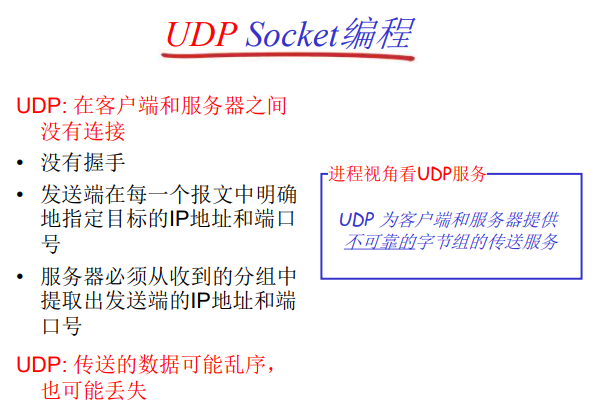 UDP Socket编程
UDP: 在客户端和服务器之间
没有连接
• 没有握手
• 发送端在每一个报文中明确
地指定目标的IP地址和端口
号
• 服务器必须从收到的分组中
提取出发送端的IP地址和端
口号
UDP: 传送的数据可能乱序，
也可能丢失
进程视角看UDP服务
UDP 为客户端和服务器提供
不可靠的字节组的传送服务